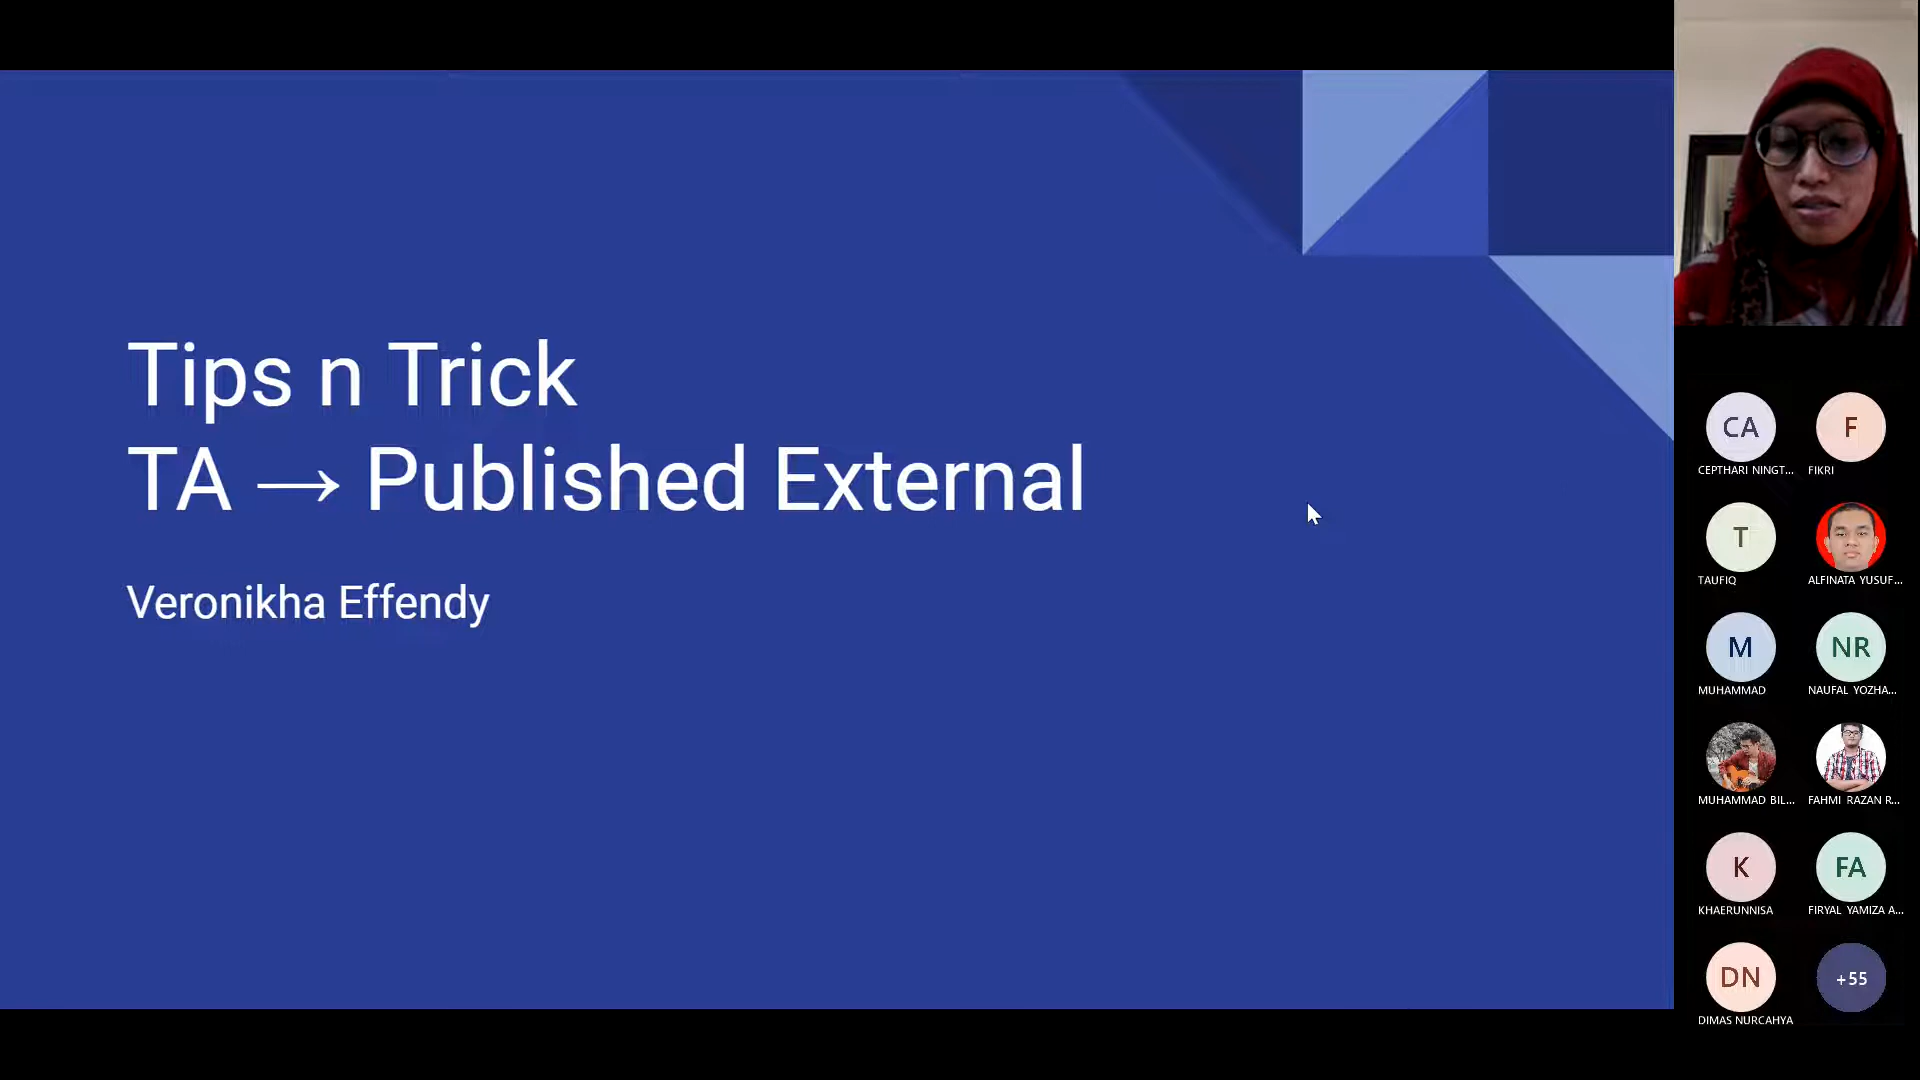 Tips n Trick
TA → Published External
Veronikha Effendy
CA
F
CEPTHARI NINGT...
FIKRI
T
TAUFIQ
ALFINATA YUSUF...
M
NR
MUHAMMAD
NAUFAL YOZHA...
MUHAMMAD BIL...
FAHMI RAZAN R...
K
FA
KHAERUNNISA
FIRYAL YAMIZA A...
DN
+55
DIMAS NURCAHYA